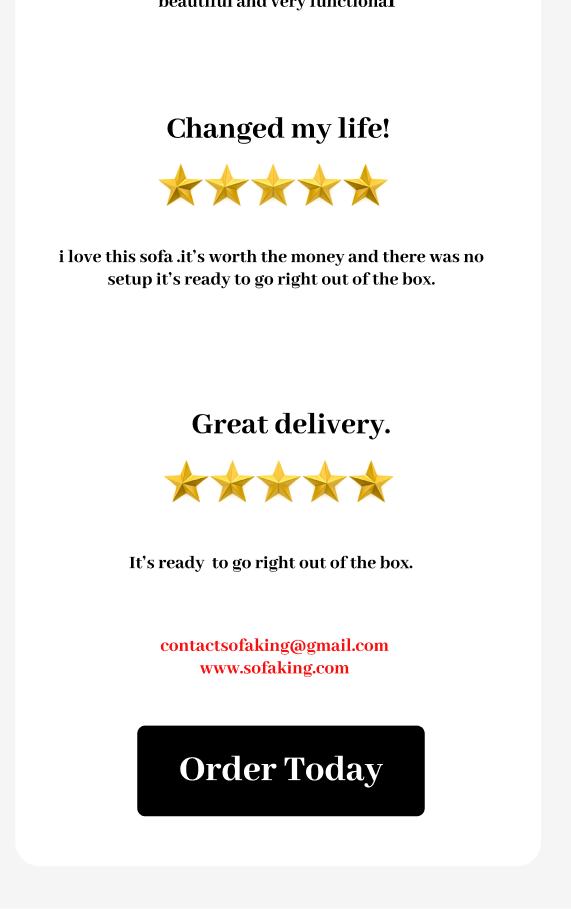 beautiful and very functional
Changed my life!
i love this sofa .it's worth the money and there was no
setup it's ready to go right out of the box.
Great delivery.
It's ready  to go right out of the box.
contactsofaking@gmail.com
www.sofaking.com
Order Today